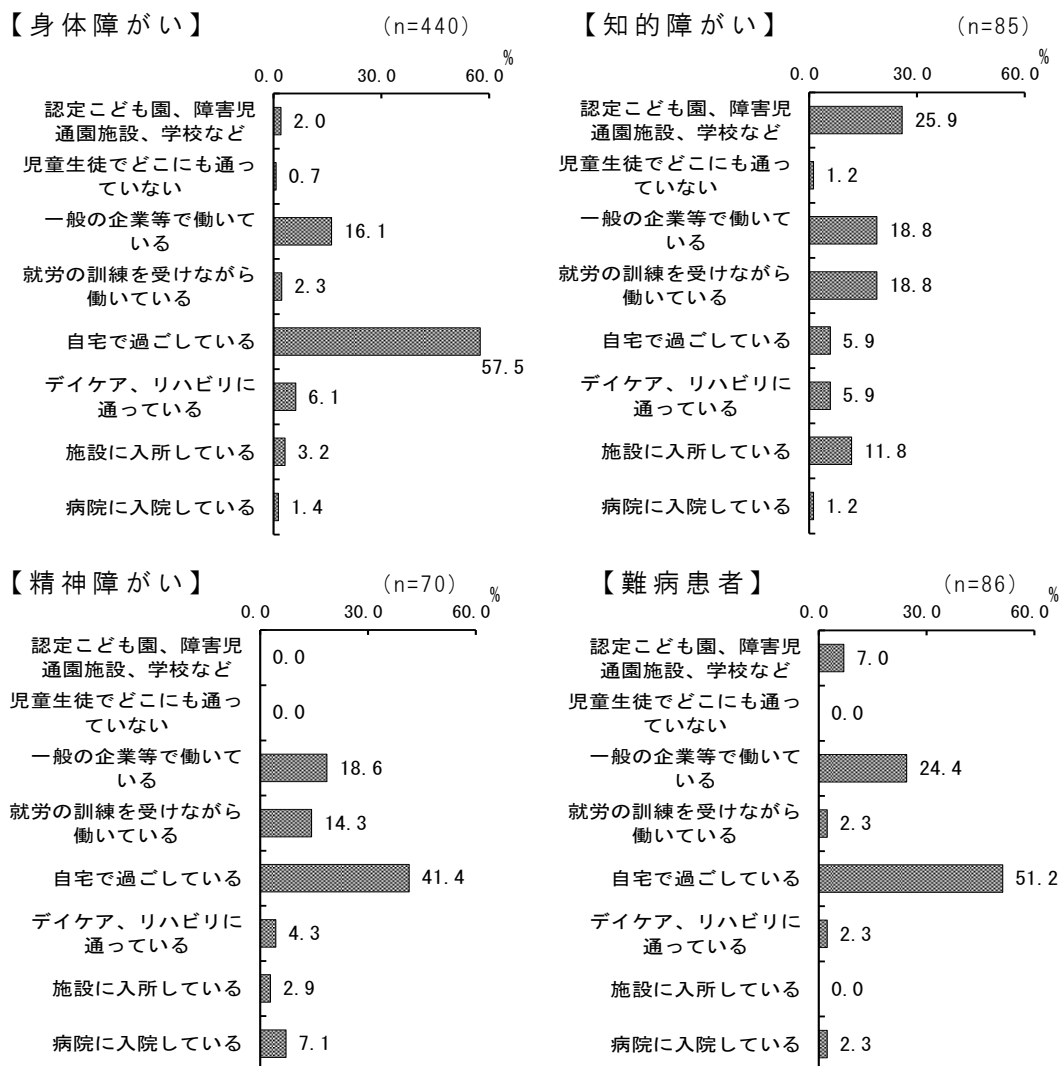 【身体障がい】 (n=440)
%
0.0 30.0 60.0
認定こども園、障害児
通園施設、学校など
2.0
児童生徒でどこにも通っ
ていない
0.7
一般の企業等で働いて
いる
16.1
就労の訓練を受けながら
働いている
2.3
自宅で過ごしている
57.5
デイケア、リハビリに
通っている
6.1
施設に入所している
3.2
病院に入院している
1.4
【知的障がい】 (n=85)
%
0.0 30.0 60.0
認定こども園、障害児
通園施設、学校など
25.9
児童生徒でどこにも通っ
ていない
1.2
一般の企業等で働いて
いる
18.8
就労の訓練を受けながら
働いている
18.8
自宅で過ごしている
5.9
デイケア、リハビリに
通っている
5.9
施設に入所している
11.8
病院に入院している
1.2
【精神障がい】 (n=70)
%
0.0 30.0 60.0
認定こども園、障害児
通園施設、学校など
0.0
児童生徒でどこにも通っ
ていない
0.0
一般の企業等で働いて
いる
18.6
就労の訓練を受けながら
働いている
14.3
自宅で過ごしている
41.4
デイケア、リハビリに
通っている
4.3
施設に入所している
2.9
病院に入院している
7.1
【難病患者】 (n=86)
%
0.0 30.0 60.0
認定こども園、障害児
通園施設、学校など
7.0
児童生徒でどこにも通っ
ていない
0.0
一般の企業等で働いて
いる
24.4
就労の訓練を受けながら
働いている
2.3
自宅で過ごしている
51.2
デイケア、リハビリに
通っている
2.3
施設に入所している
0.0
病院に入院している
2.3